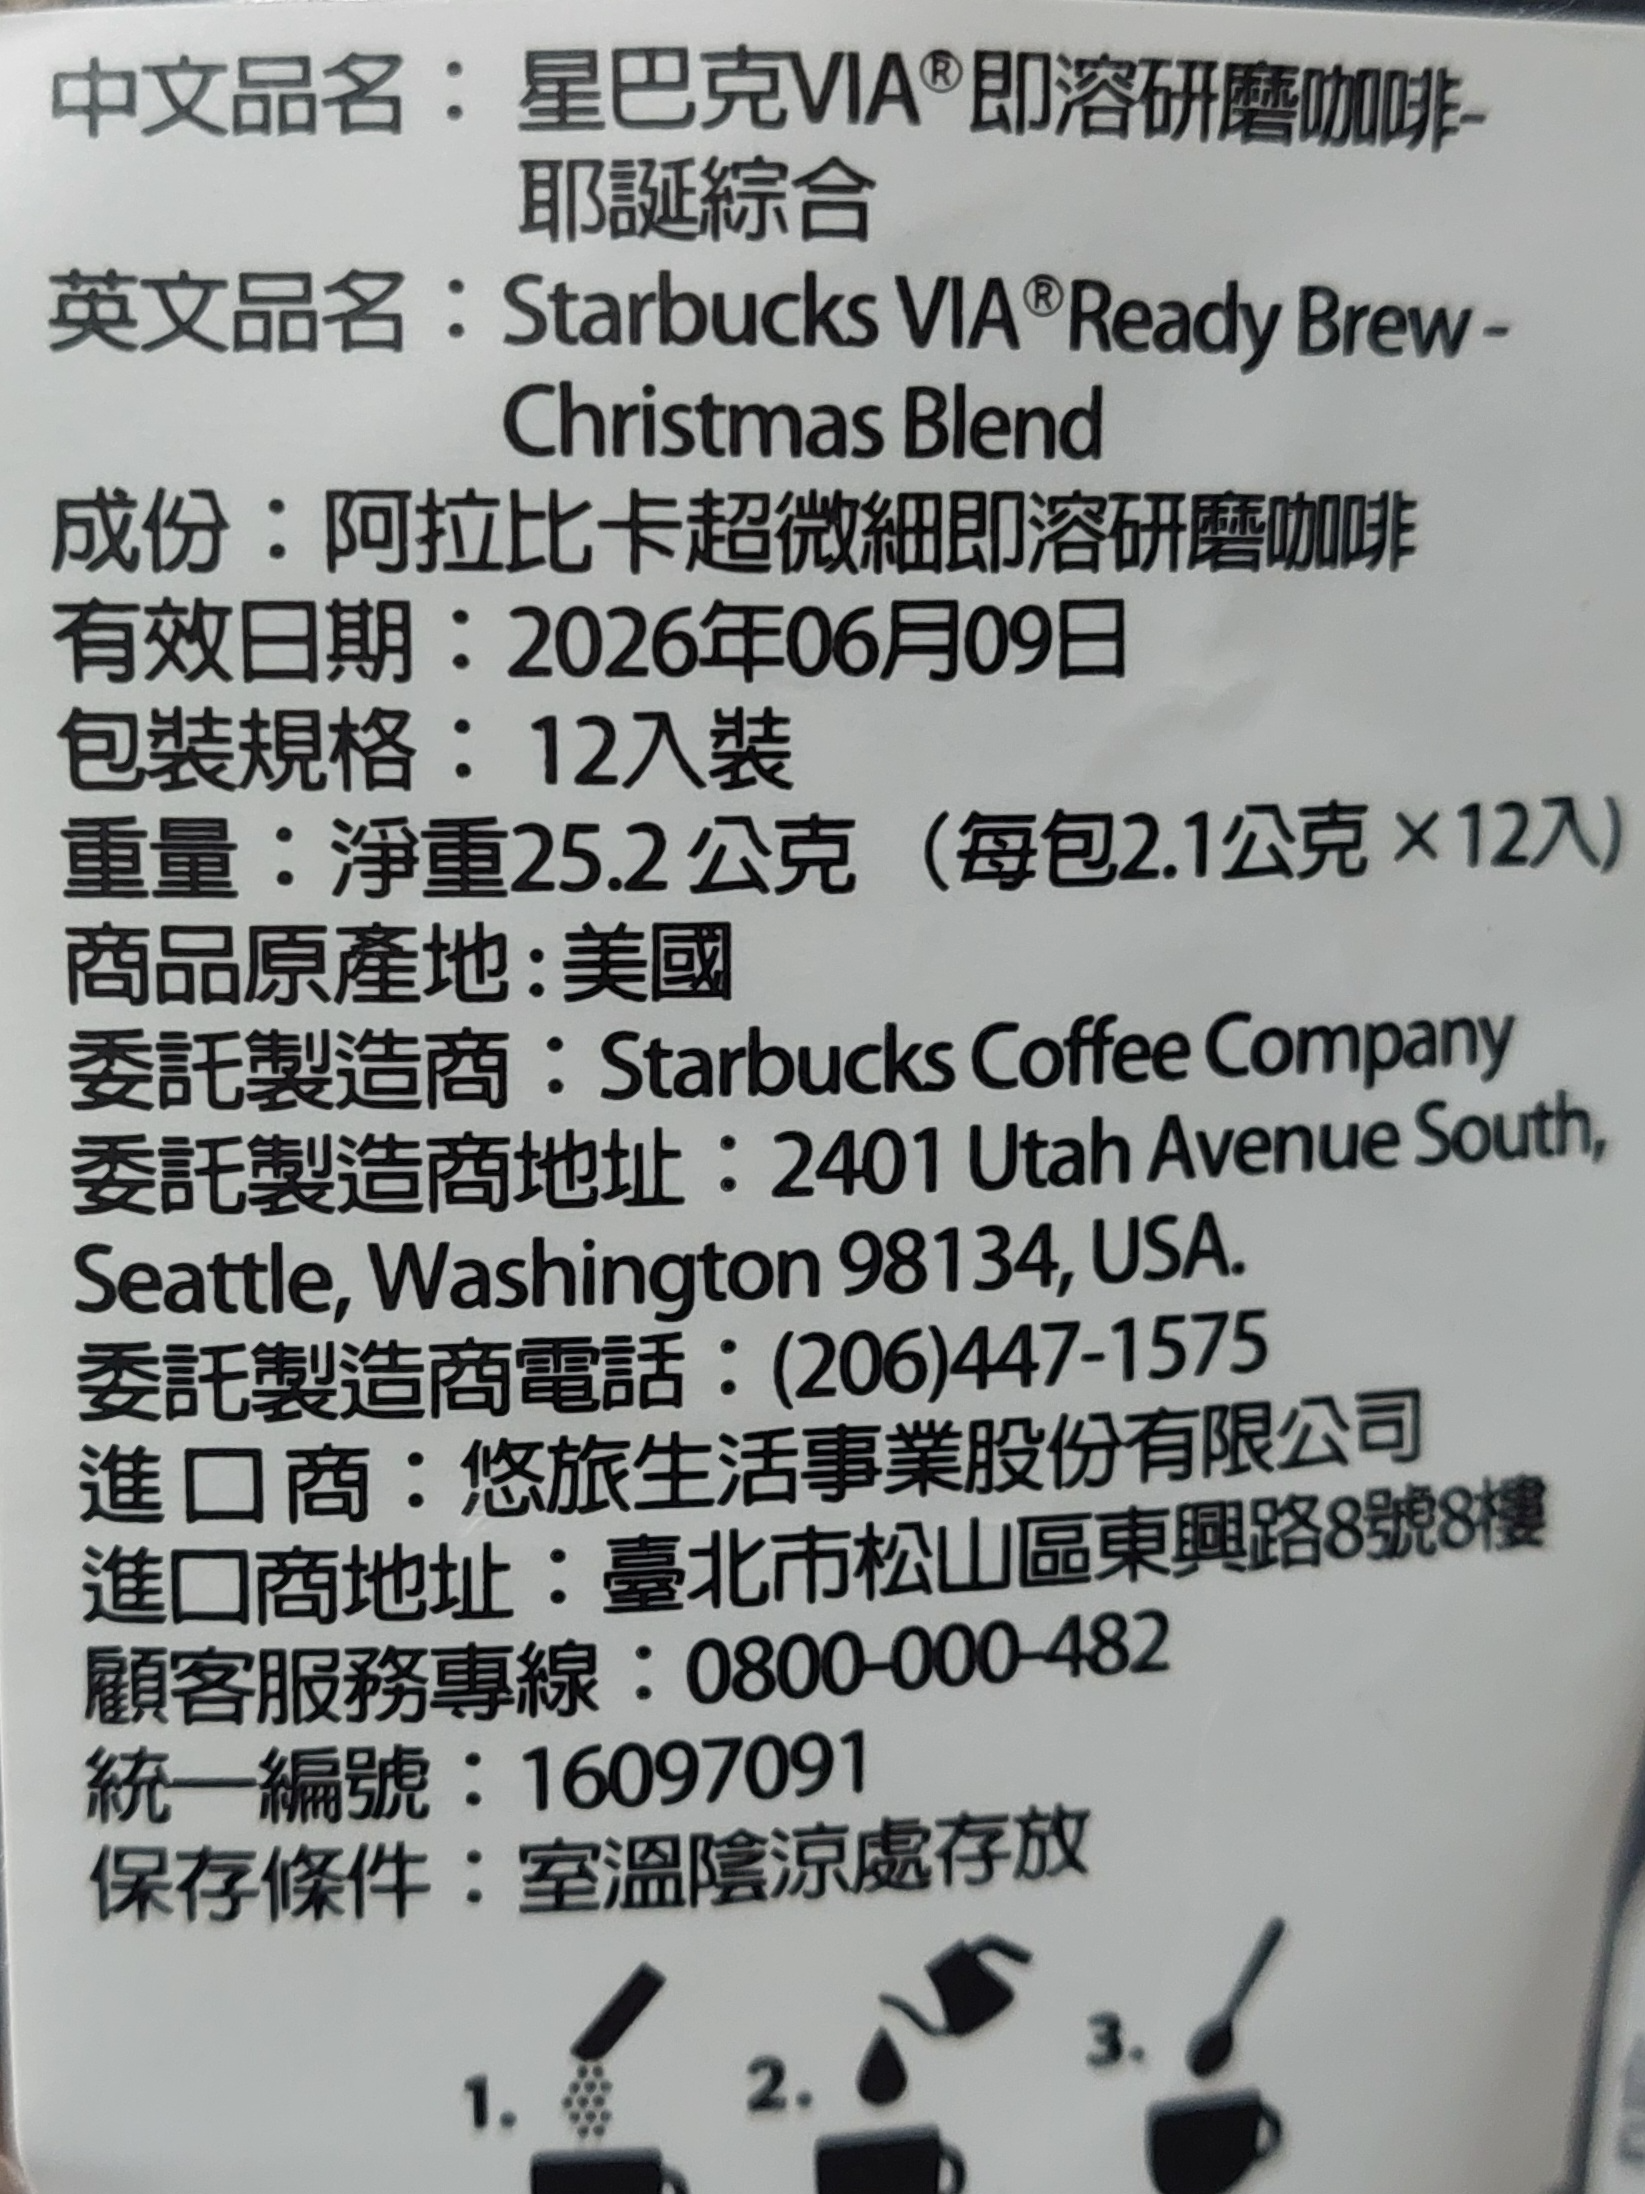 中文品名：星巴克VIA®即溶研磨咖啡-
耶誕綜合
英文品名：Starbucks VIA®Ready Brew -
Christmas Blend
成份：阿拉比卡超微細即溶研磨咖啡
有效日期：2026年06月09日
包裝規格：12入裝
重量：淨重25.2公克（每包2.1公克×12入)
商品原產地:美國
委託製造商：Starbucks Coffee Company
委託製造商地址：2401 Utah Avenue South,
Seattle, Washington 98134, USA.
委託製造商電話：(206)447-1575
進口商：悠旅生活事業股份有限公司
進口商地址：臺北市松山區東興路8號8樓
顧客服務專線：0800-000-482
統一編號：16097091
保存條件：室溫陰涼處存放
1. 2. 3.